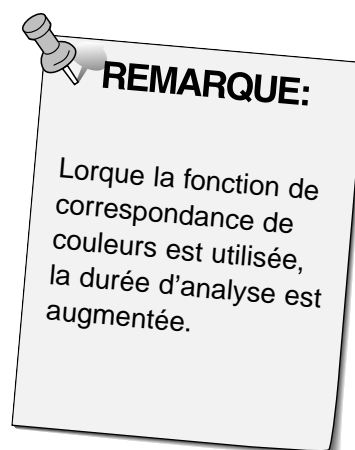 REMARQUE:
Lorque la fonction de
correspondance de
couleurs est utilisée,
la durée d’analyse est
augmentée.